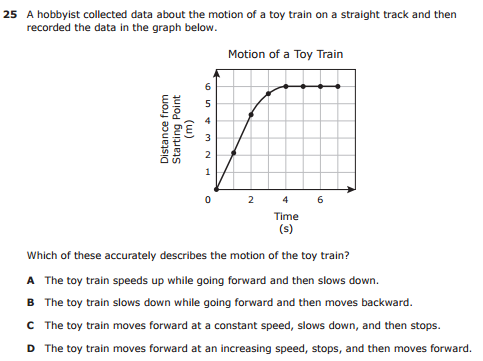 25 A hobbyist collected data about the motion of a toy train on a straight track and then
recorded the data in the graph below.
Motion of a Toy Train
Distance from
Starting Point
(m)
6
5
4
3
2
1
0 2 4 6
Time
(s)
Which of these accurately describes the motion of the toy train?
A The toy train speeds up while going forward and then slows down.
B The toy train slows down while going forward and then moves backward.
C The toy train moves forward at a constant speed, slows down, and then stops.
D The toy train moves forward at an increasing speed, stops, and then moves forward.